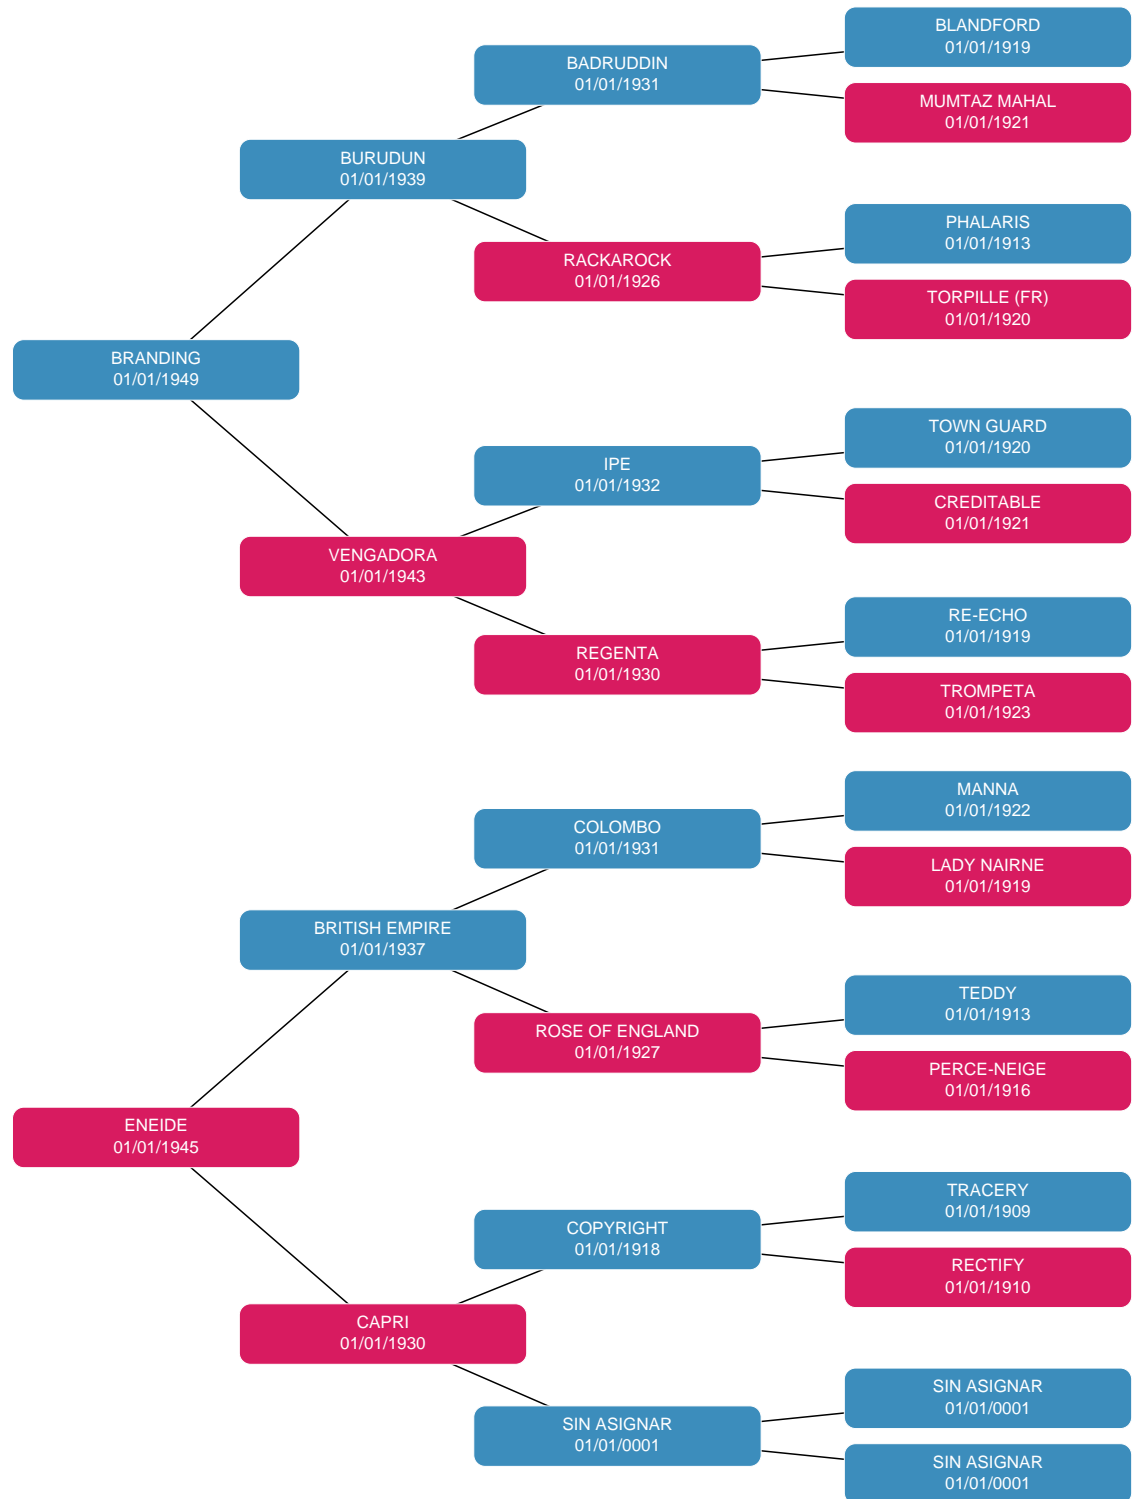 BLANDFORD
01/01/1919
BADRUDDIN
01/01/1931
MUMTAZ MAHAL
01/01/1921
BURUDUN
01/01/1939
PHALARIS
01/01/1913
RACKAROCK
01/01/1926
TORPILLE (FR)
01/01/1920
BRANDING
01/01/1949
TOWN GUARD
01/01/1920
IPE
01/01/1932
CREDITABLE
01/01/1921
VENGADORA
01/01/1943
RE-ECHO
01/01/1919
REGENTA
01/01/1930
TROMPETA
01/01/1923
MANNA
01/01/1922
COLOMBO
01/01/1931
LADY NAIRNE
01/01/1919
BRITISH EMPIRE
01/01/1937
TEDDY
01/01/1913
ROSE OF ENGLAND
01/01/1927
PERCE-NEIGE
01/01/1916
ENEIDE
01/01/1945
TRACERY
01/01/1909
COPYRIGHT
01/01/1918
RECTIFY
01/01/1910
CAPRI
01/01/1930
SIN ASIGNAR
01/01/0001
SIN ASIGNAR
01/01/0001
SIN ASIGNAR
01/01/0001